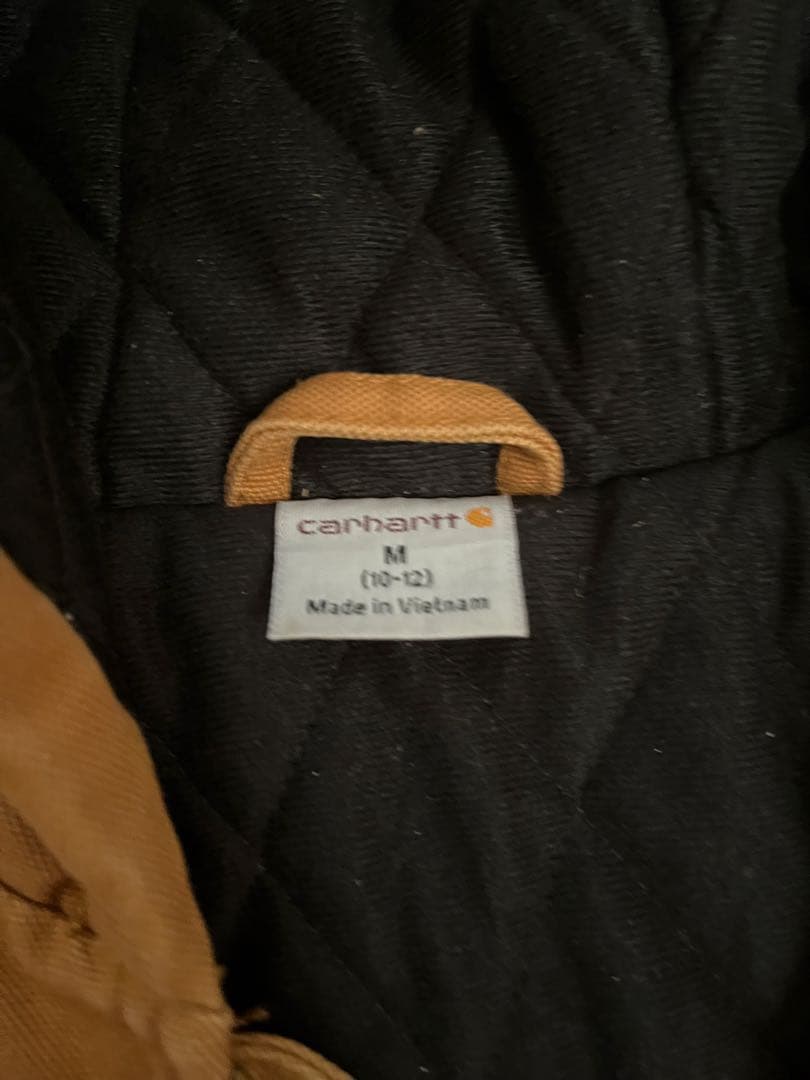 carhartt
M
(10-12)
Made in Vietnam